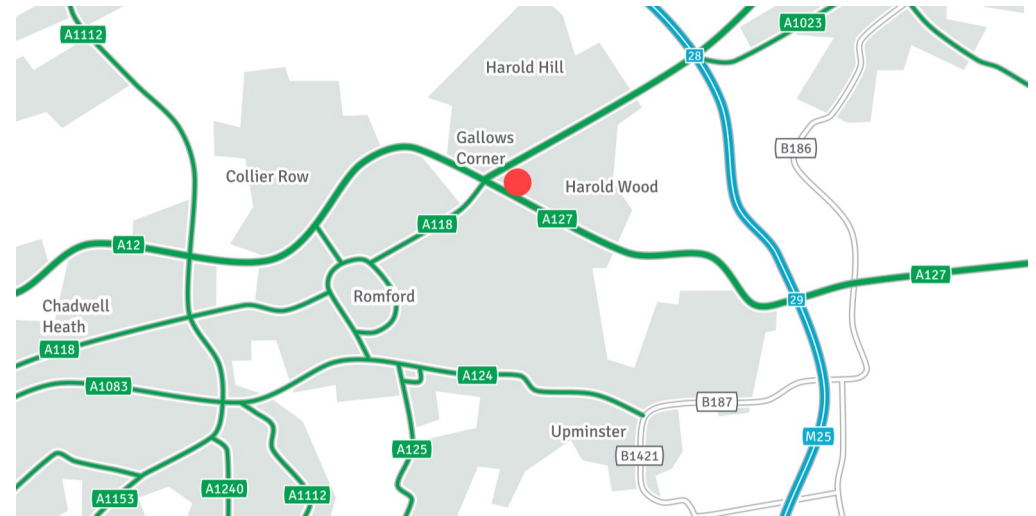 A1112
A1023
28
Harold Hill
Gallows
Corner
B186
Collier Row
Harold Wood
A118
A127
A12
A127
Romford
29
Chadwell
Heath
A118
A124
A1083
B187
Upminster
M25
A125
B1421
A1240
A1112
A1153